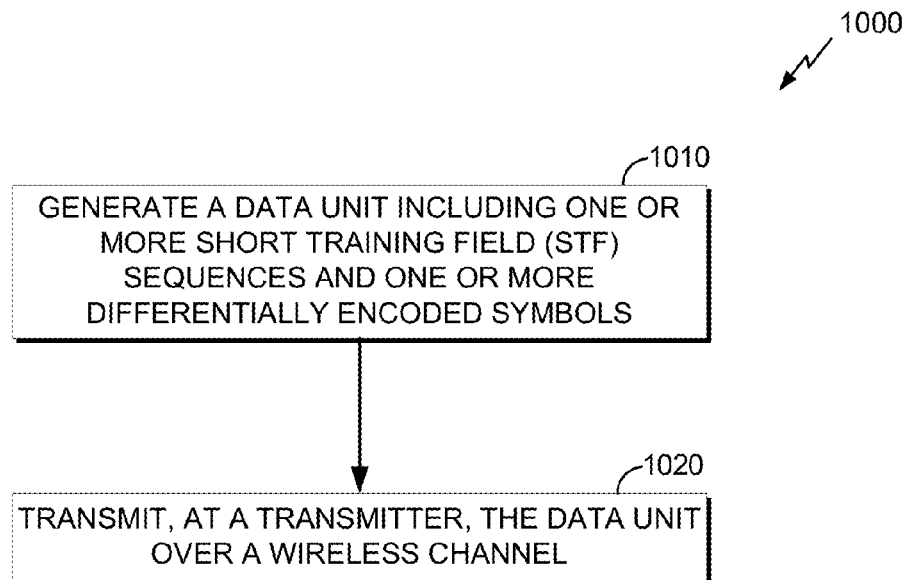 1000
1010
GENERATE A DATA UNIT INCLUDING ONE OR
MORE SHORT TRAINING FIELD (STF)
SEQUENCES AND ONE OR MORE
DIFFERENTIALLY ENCODED SYMBOLS
1020
TRANSMIT, AT A TRANSMITTER, THE DATA UNIT
OVER A WIRELESS CHANNEL